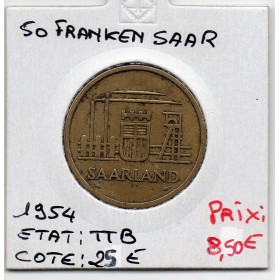 50 FRANKEN SAAR
SAARLAND
1954
ETAT: TTB
COTE: 25 €
PRIX:
8,50€